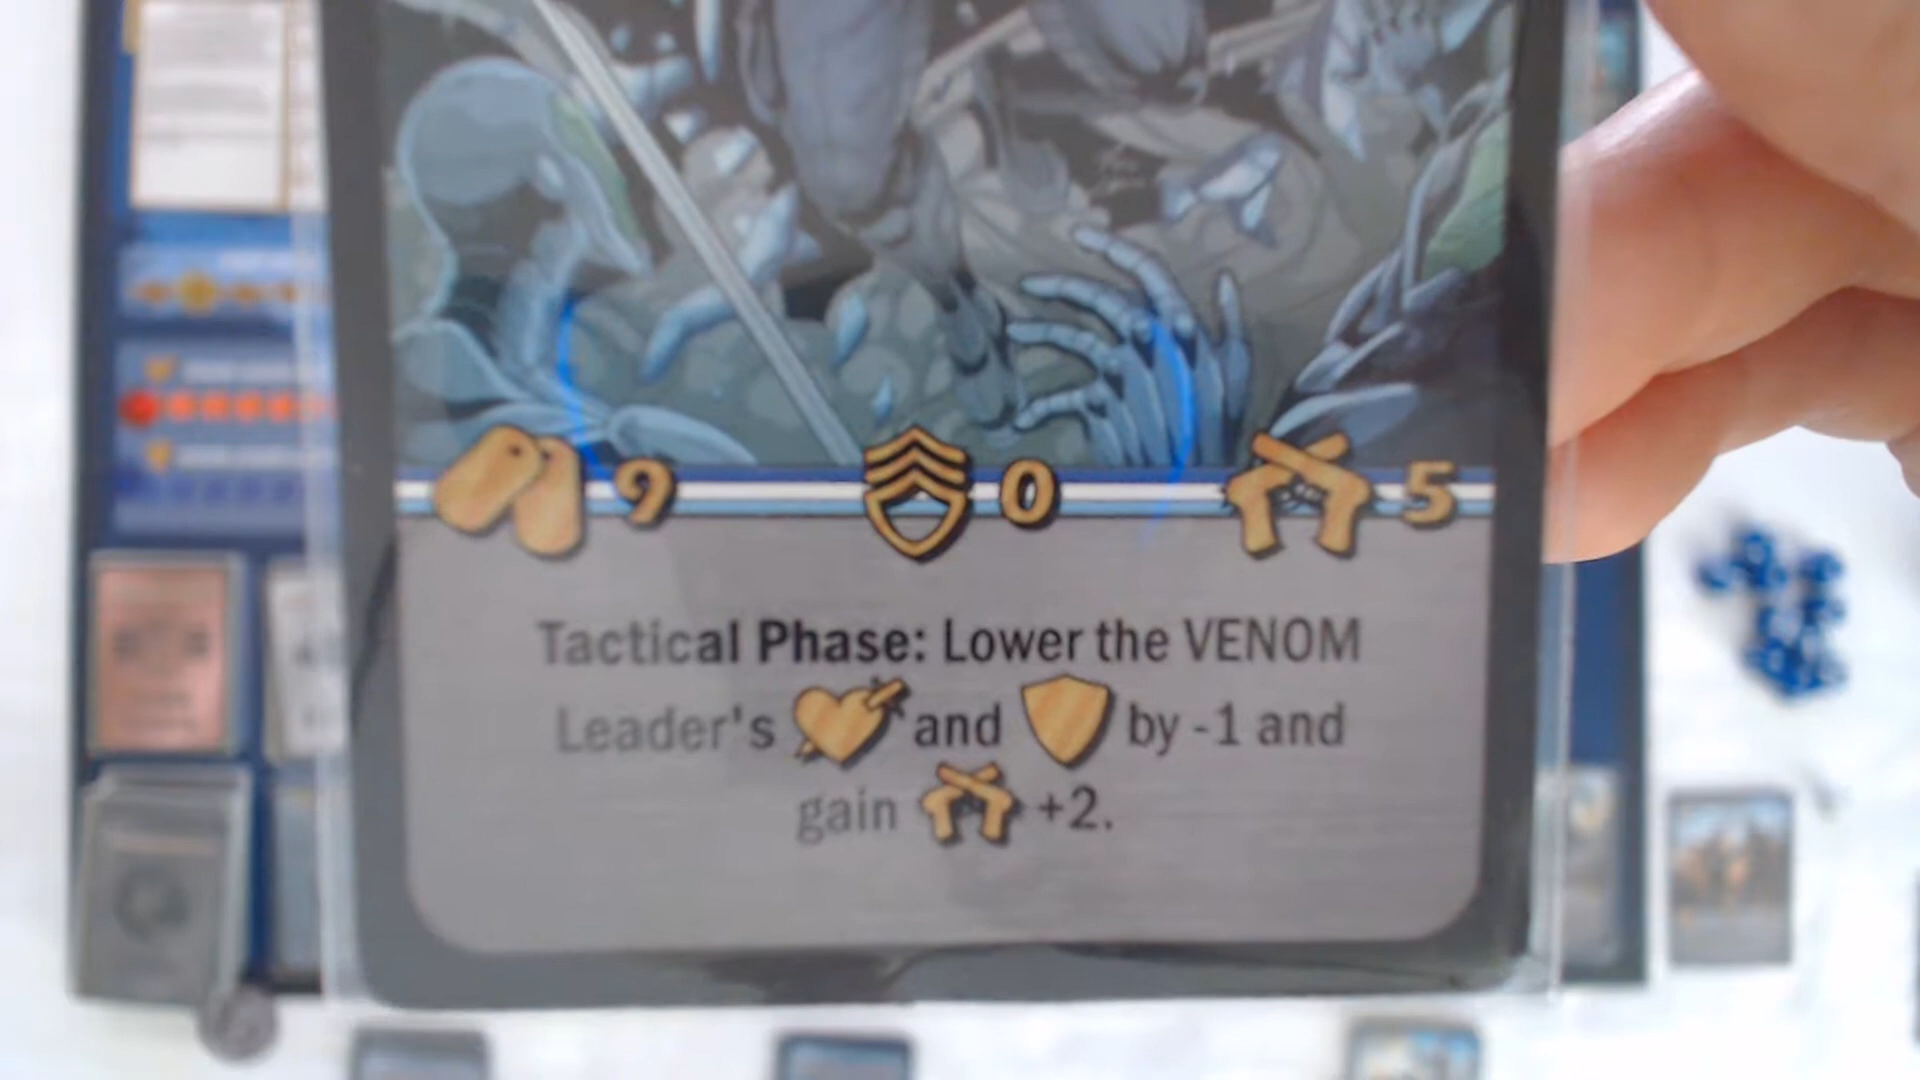 9 0 5
Tactical Phase: Lower the VENOM
Leader's and by -1 and
gain +2.